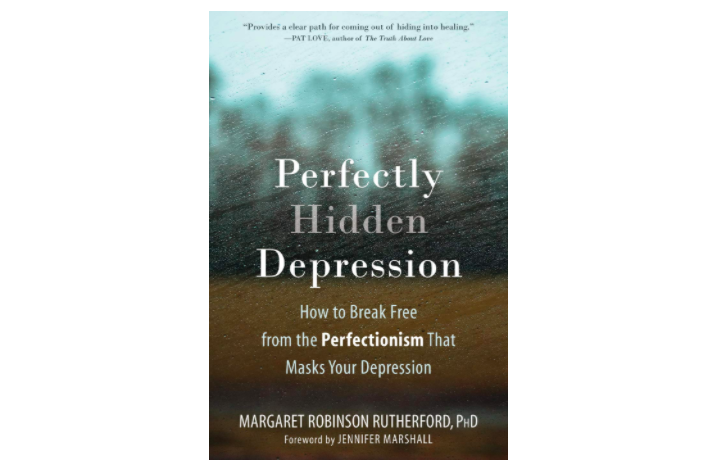 “Provides a clear path for coming out of hiding into healing.”
—PAT LOVE, author of The Truth About Love
Perfectly
Hidden
Depression
How to Break Free
from the Perfectionism That
Masks Your Depression
MARGARET ROBINSON RUTHERFORD, PHD
Foreword by JENNIFER MARSHALL